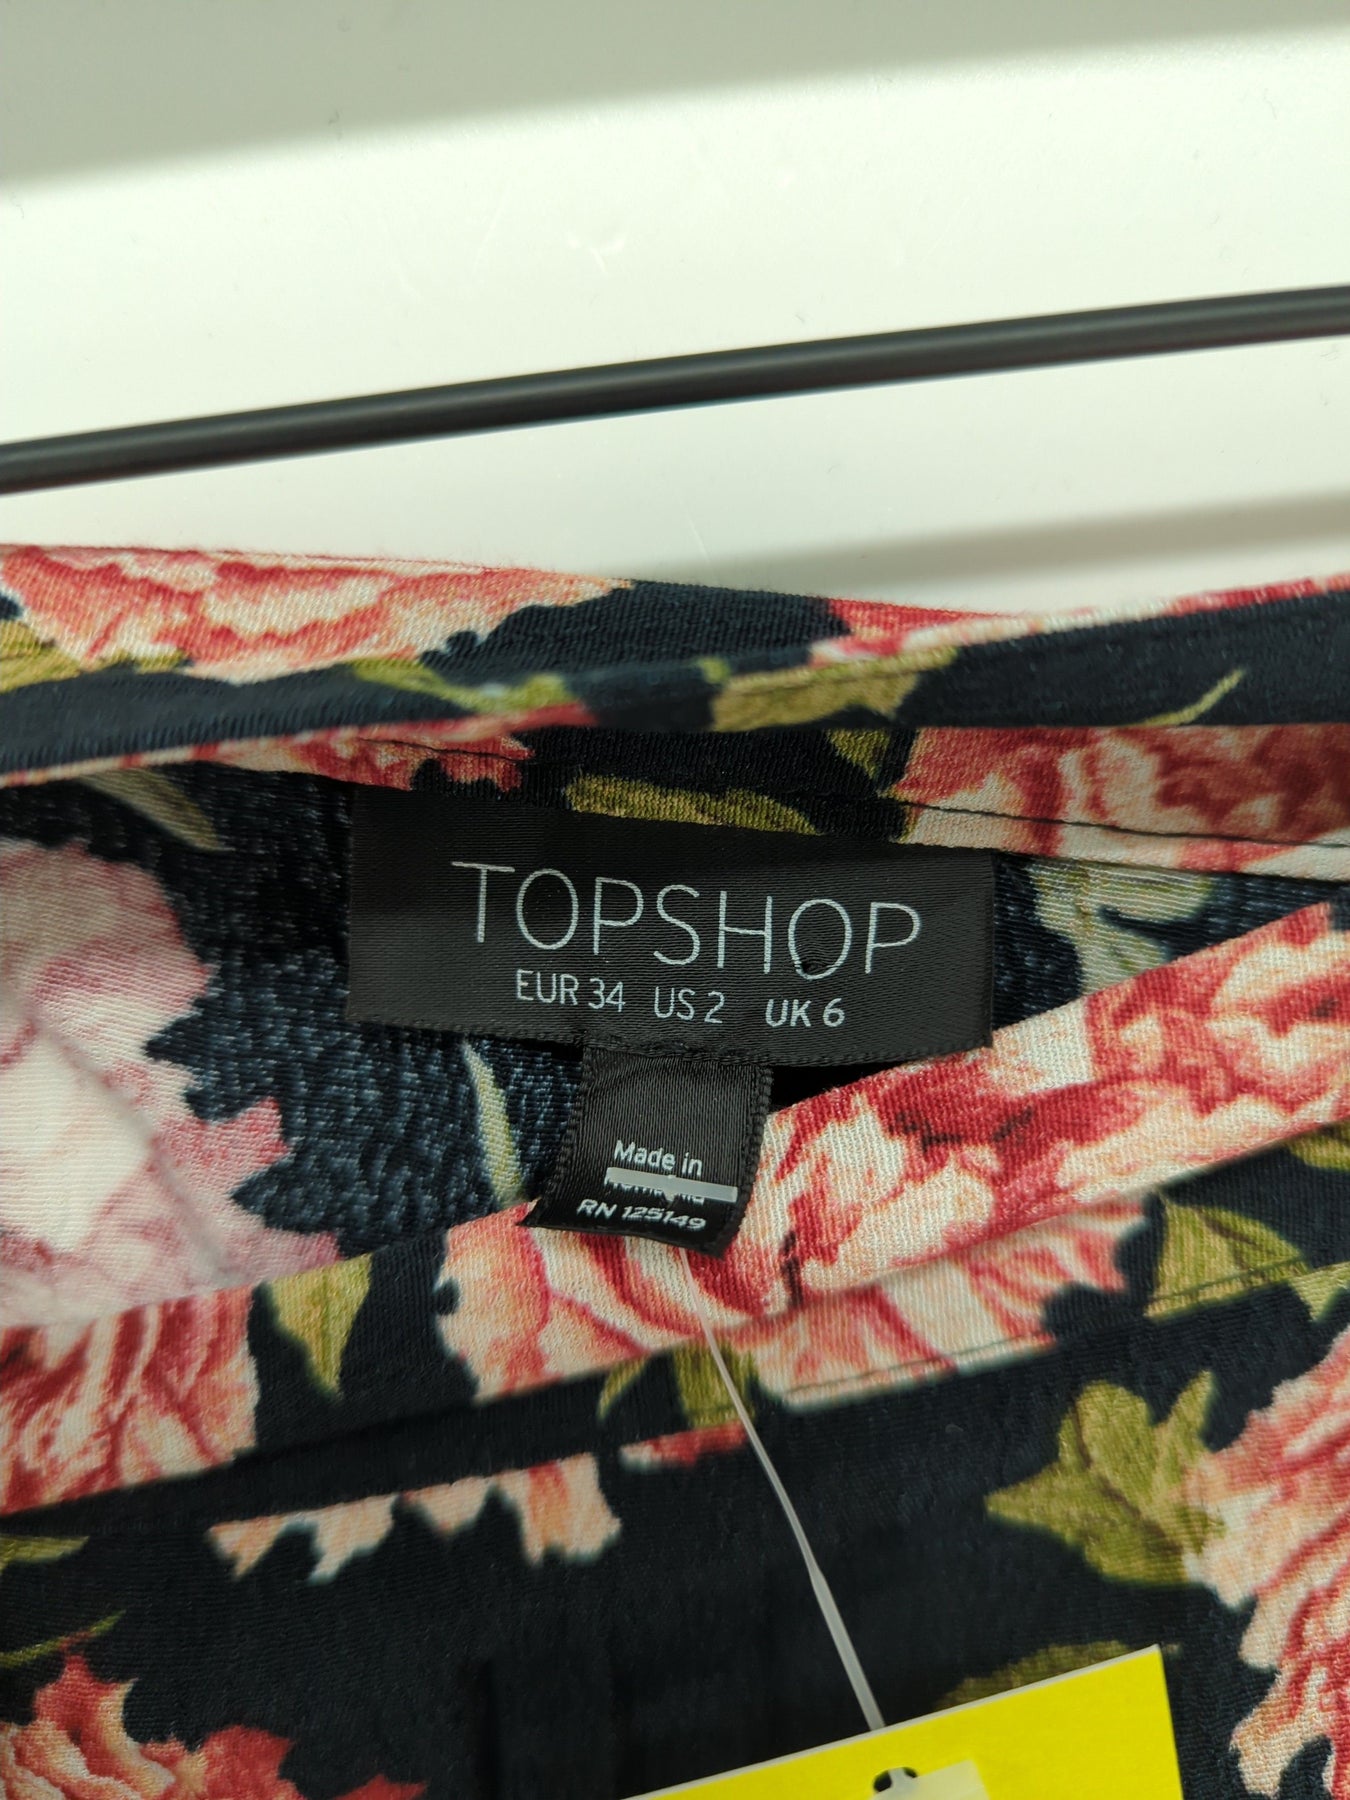 TOPSHOP
EUR 34 US 2 UK 6
Made in
RN 125149